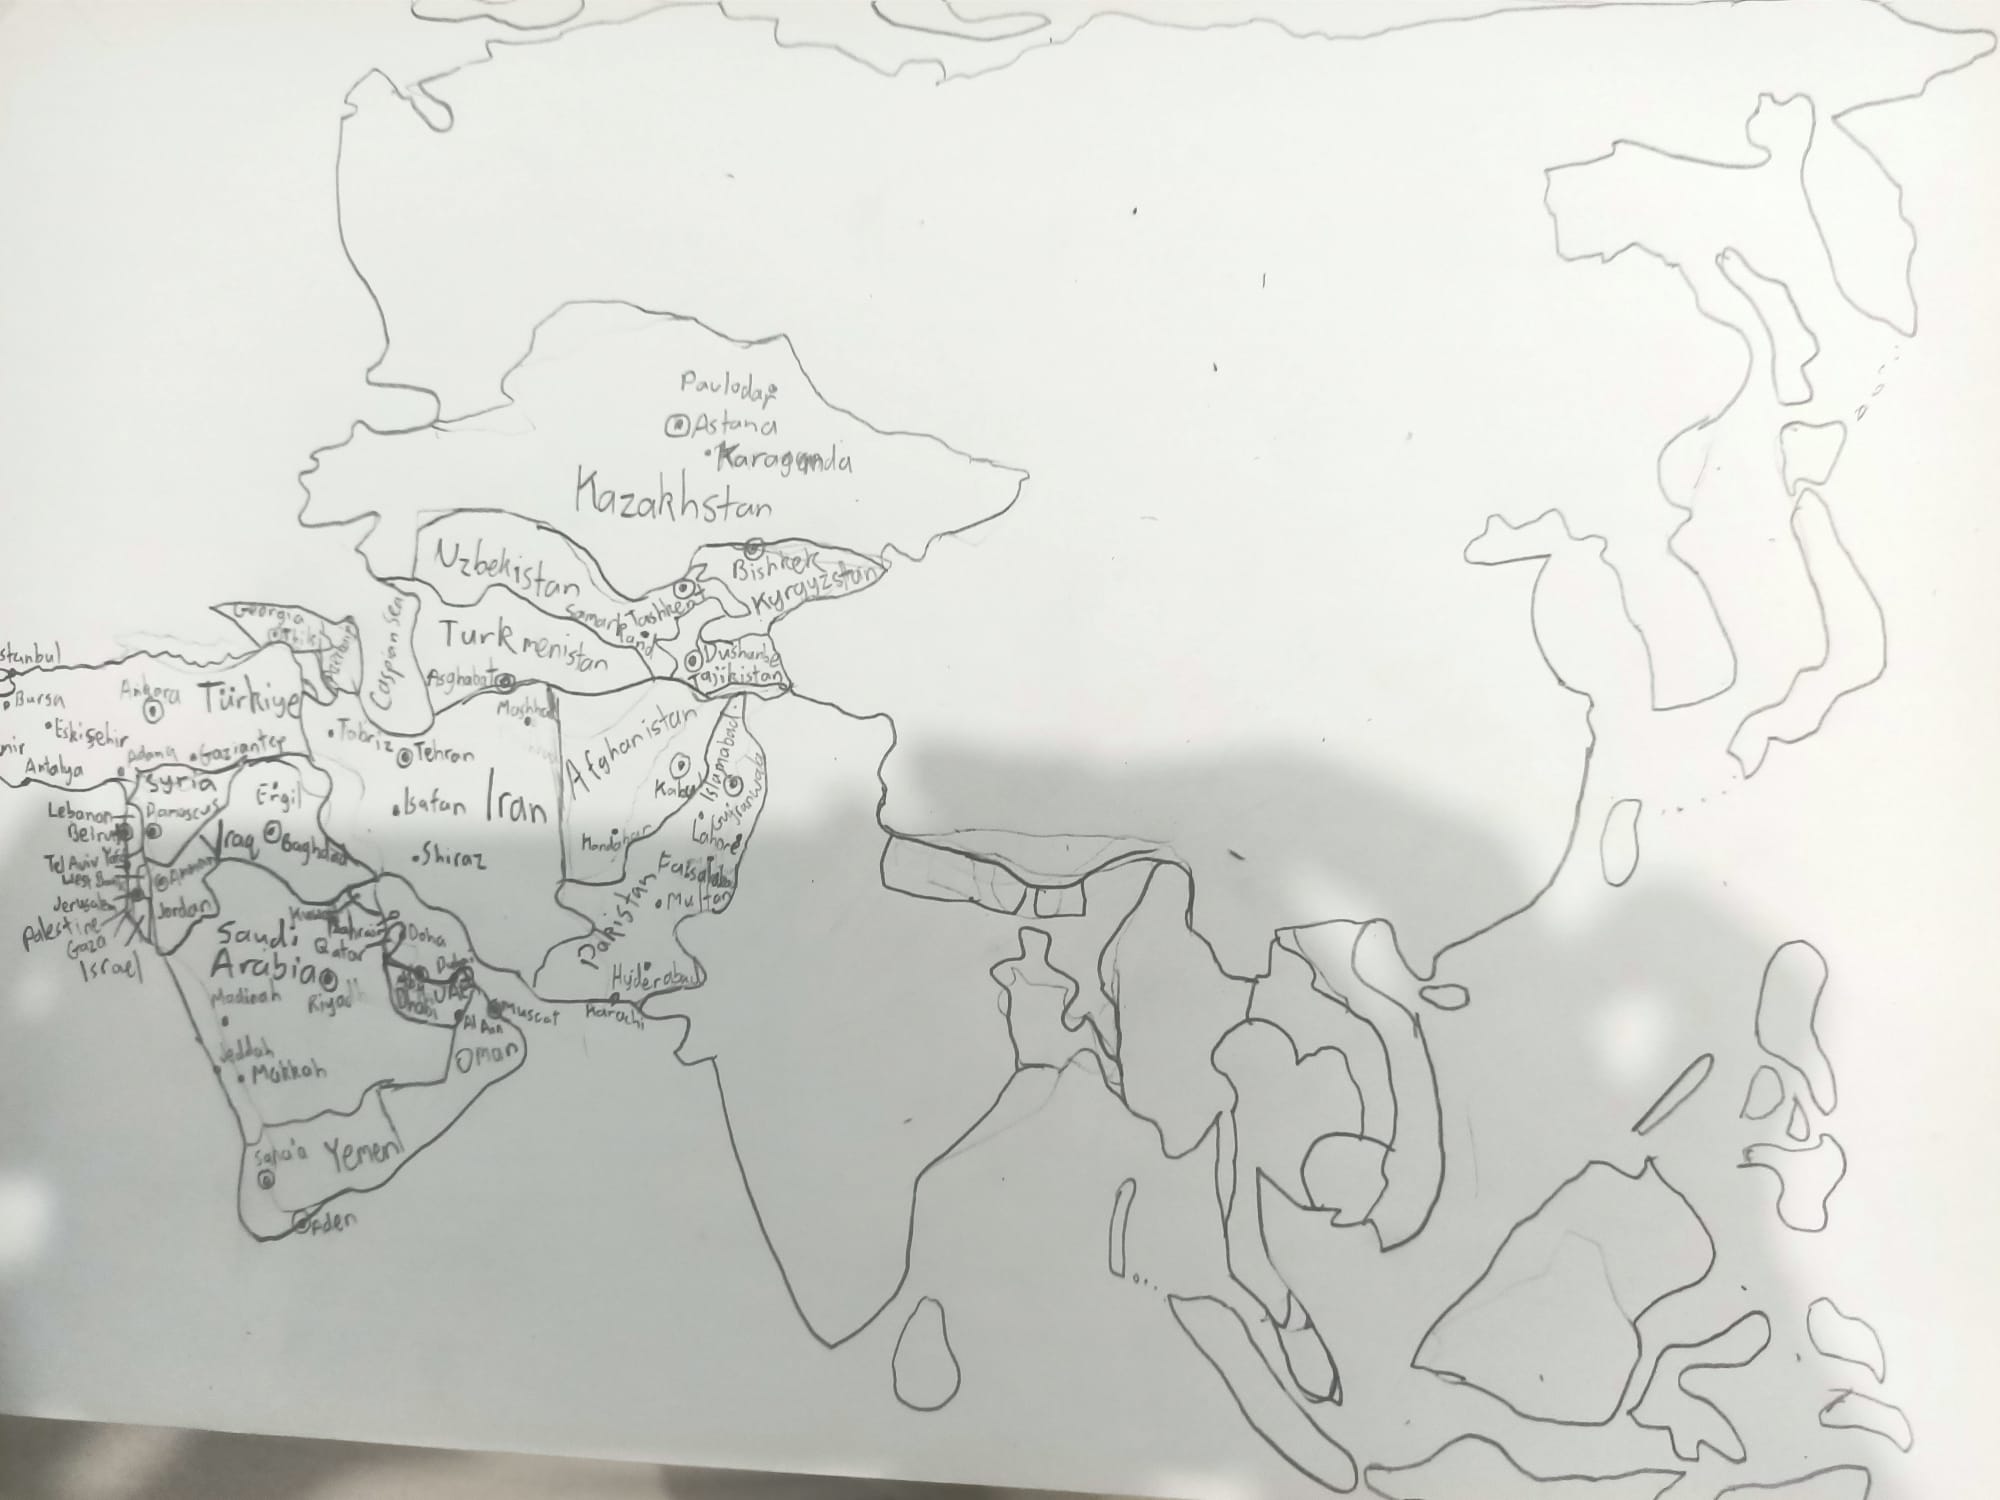 Pavlodar
Astana
Karaganda
Kazakhstan
Uzbekistan
Bishkek
Kyrgyzstan
Tashkent
Samarkand
Georgia
Tbilisi
Caspian Sea
Turkmenistan
Asghabat
Dushanbe
Tajikistan
stanbul
Bursa
Ankara
Türkiye
Eskişehir
Adana
Gaziantep
Antalya
Mashhad
Tabriz
Tehran
Isafan
Iran
Shiraz
Afghanistan
Kabul
Kandahar
Islamabad
Gujranwala
Lahore
Faisalabad
Multan
Pakistan
Hyderabad
Karachi
Syria
Damascus
Lebanon
Beirut
Erbil
Iraq
Baghdad
Tel Aviv Yafo
West Bank
Amman
Jordan
Jerusalem
Palestine
Gaza
Israel
Saudi
Arabia
Riyadh
Madinah
Jeddah
Makkah
Kuwait
Bahrain
Qatar
Doha
Abu
Dhabi
Dubai
UAE
Al Ain
Muscat
Oman
Sana'a
Yemen
Aden